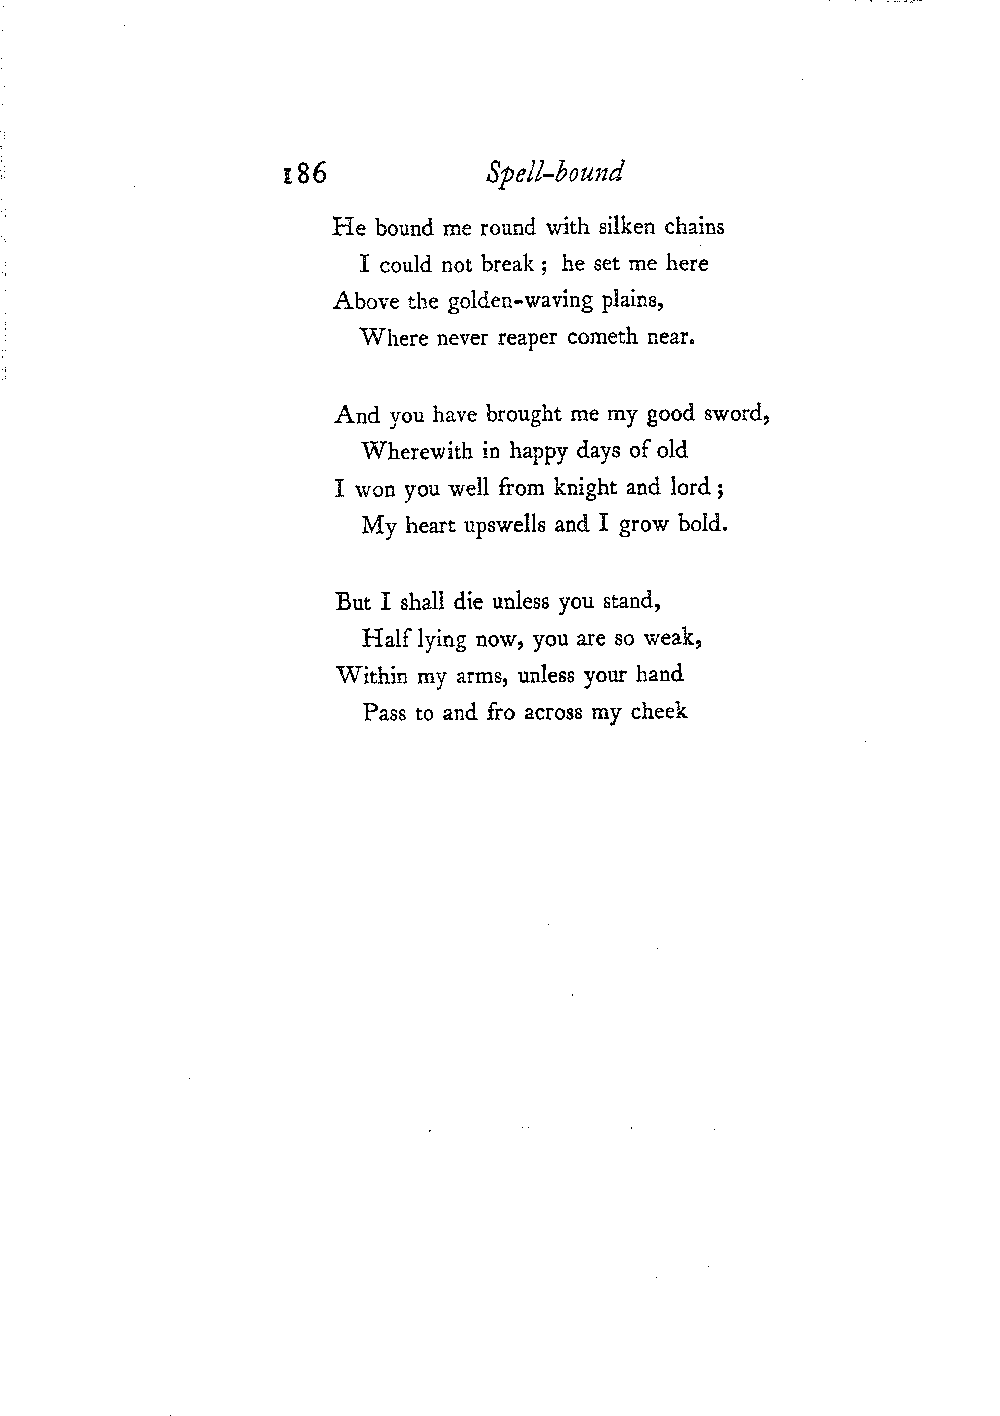 186 Spell-bound
He bound me round with silken chains
I could not break ; he set me here
Above the golden-waving plains,
Where never reaper cometh near.
And you have brought me my good sword,
Wherewith in happy days of old
I won you well from knight and lord ;
My heart upswells and I grow bold.
But I shall die unless you stand,
Half lying now, you are so weak,
Within my arms, unless your hand
Pass to and fro across my cheek